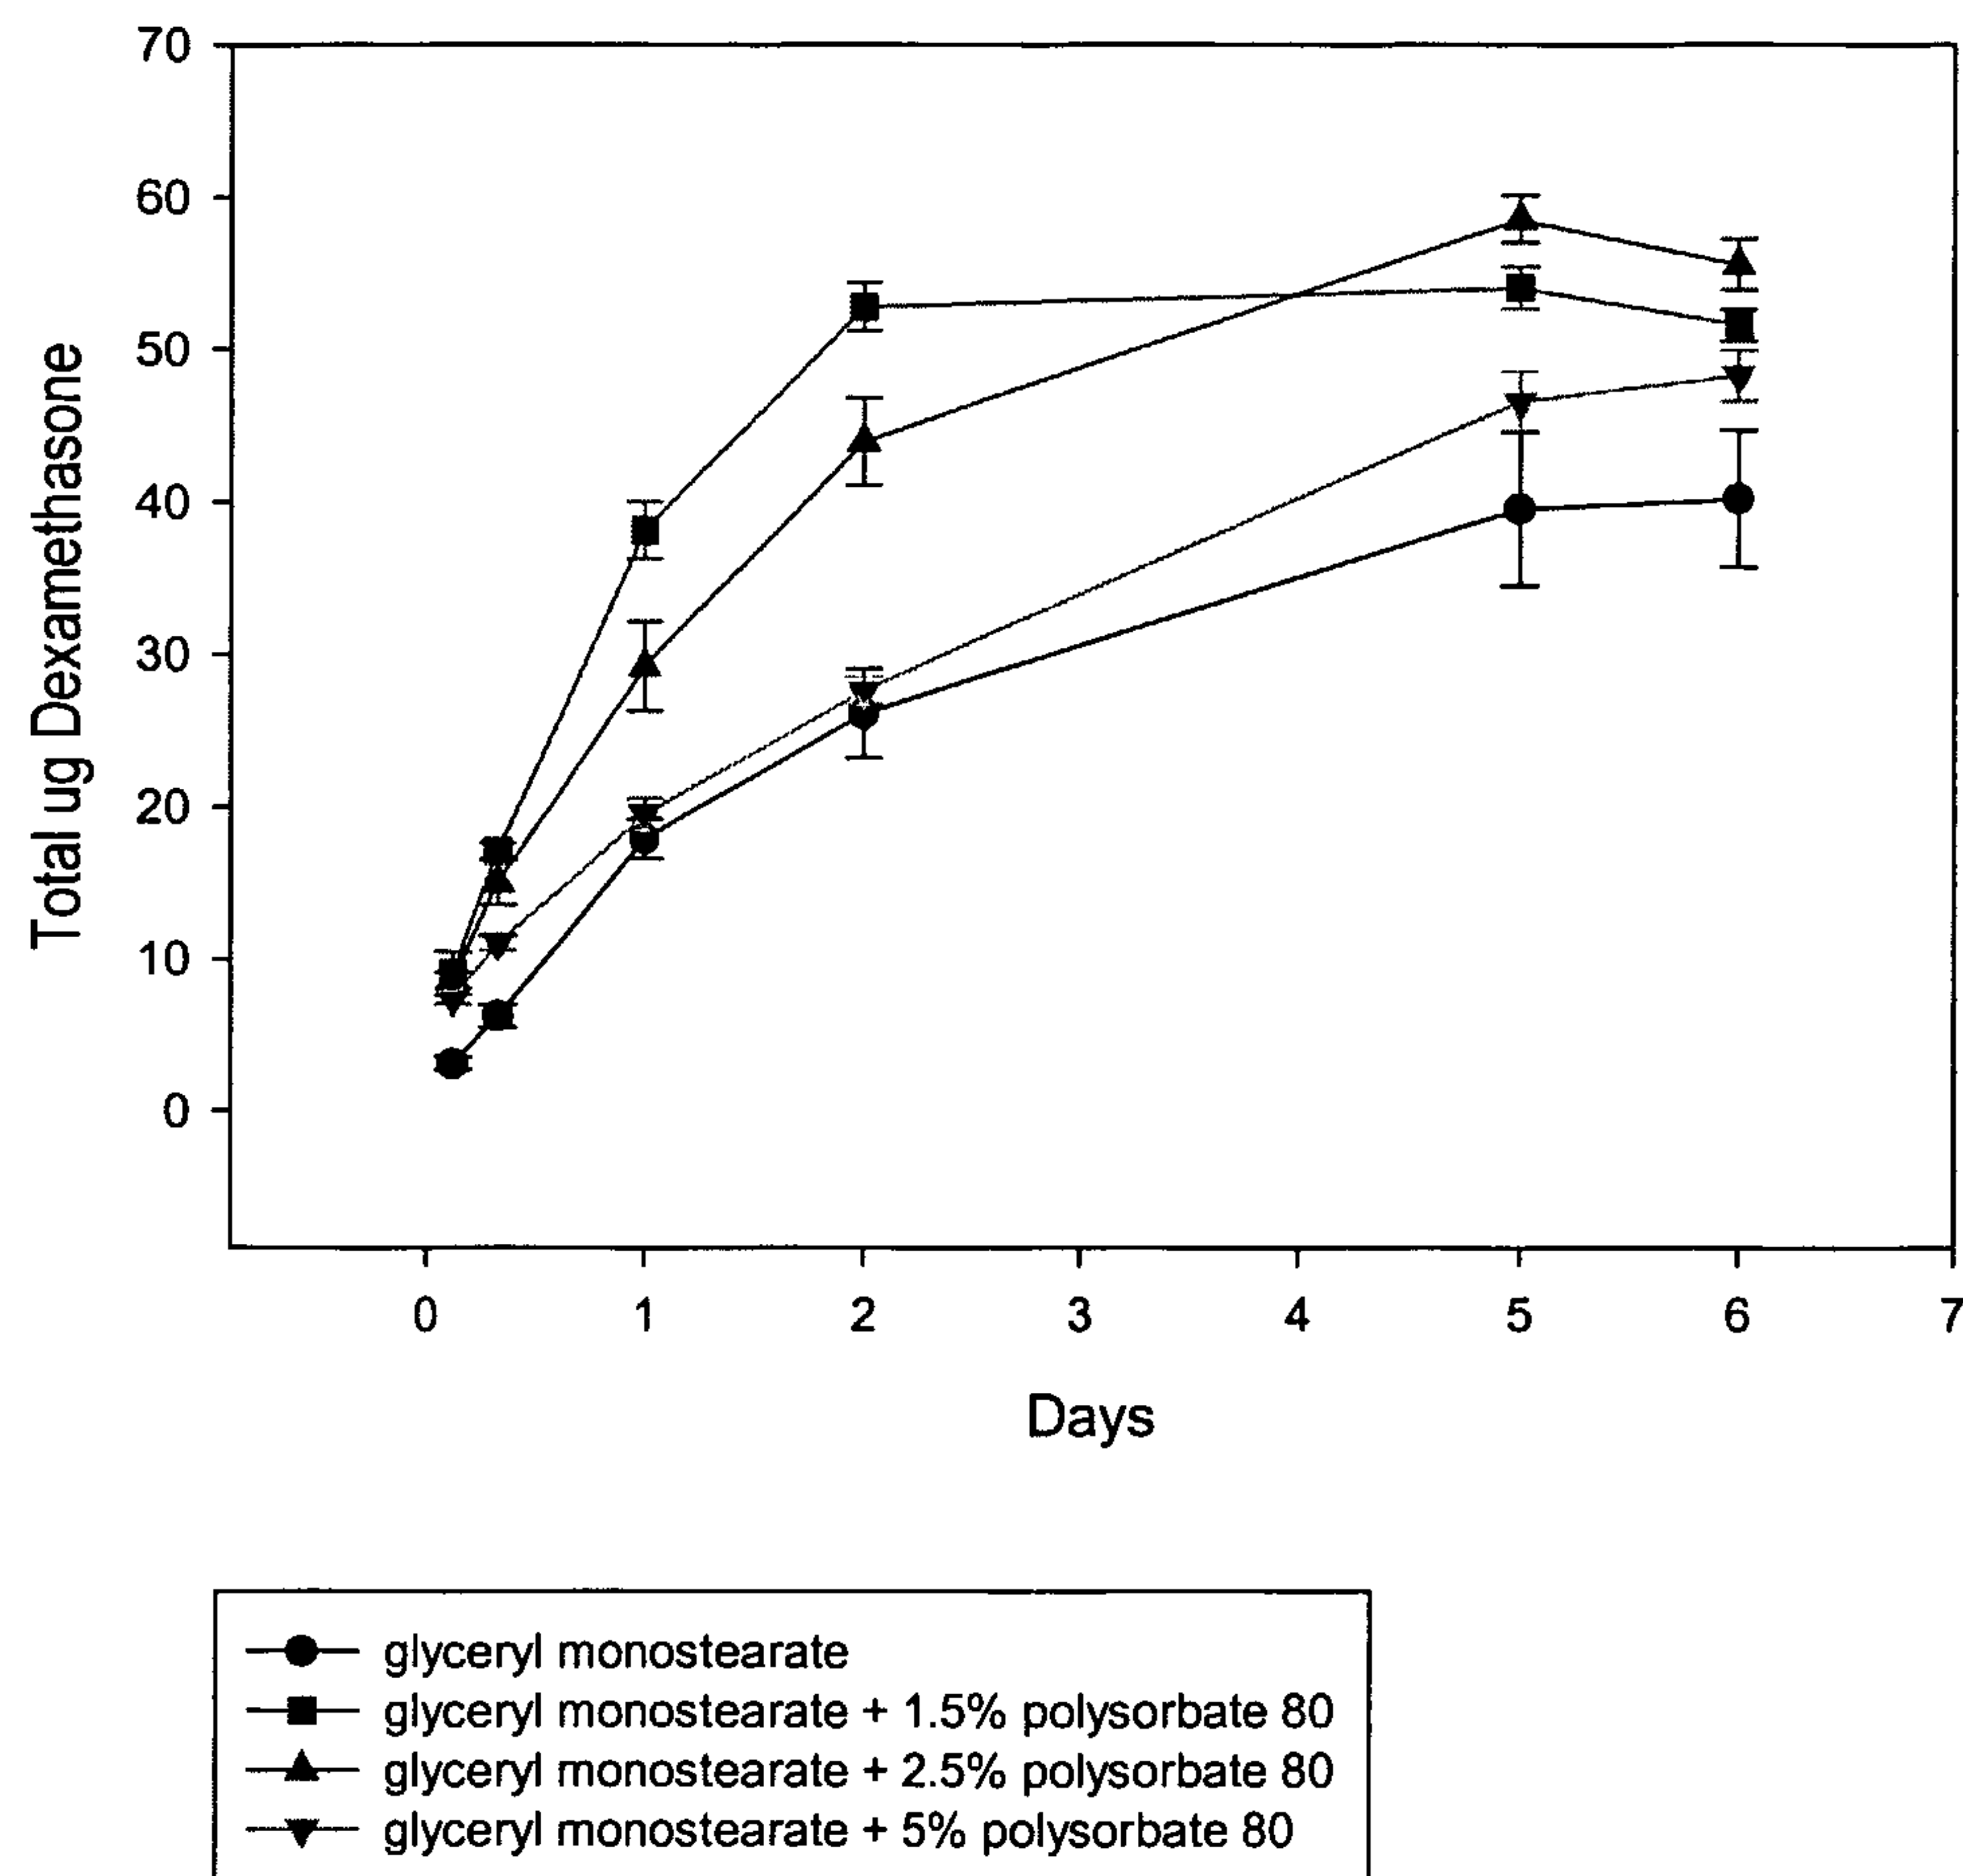 70
60
50
40
30
20
10
0
Total ug Dexamethasone
0 1 2 3 4 5 6 7
Days
glyceryl monostearate
glyceryl monostearate + 1.5% polysorbate 80
glyceryl monostearate + 2.5% polysorbate 80
glyceryl monostearate + 5% polysorbate 80